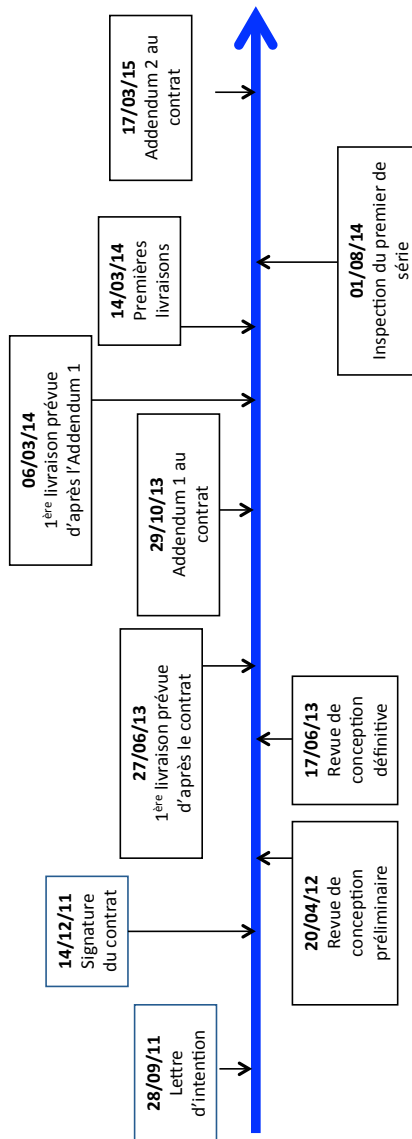 28/09/11
Lettre
d'intention
14/12/11
Signature
du contrat
20/04/12
Revue de
conception
préliminaire
17/06/13
Revue de
conception
définitive
27/06/13
1ère livraison prévue
d'après le contrat
29/10/13
Addendum 1 au
contrat
06/03/14
1ère livraison prévue
d'après l'Addendum 1
14/03/14
Premières
livraisons
01/08/14
Inspection du premier de
série
17/03/15
Addendum 2 au
contrat